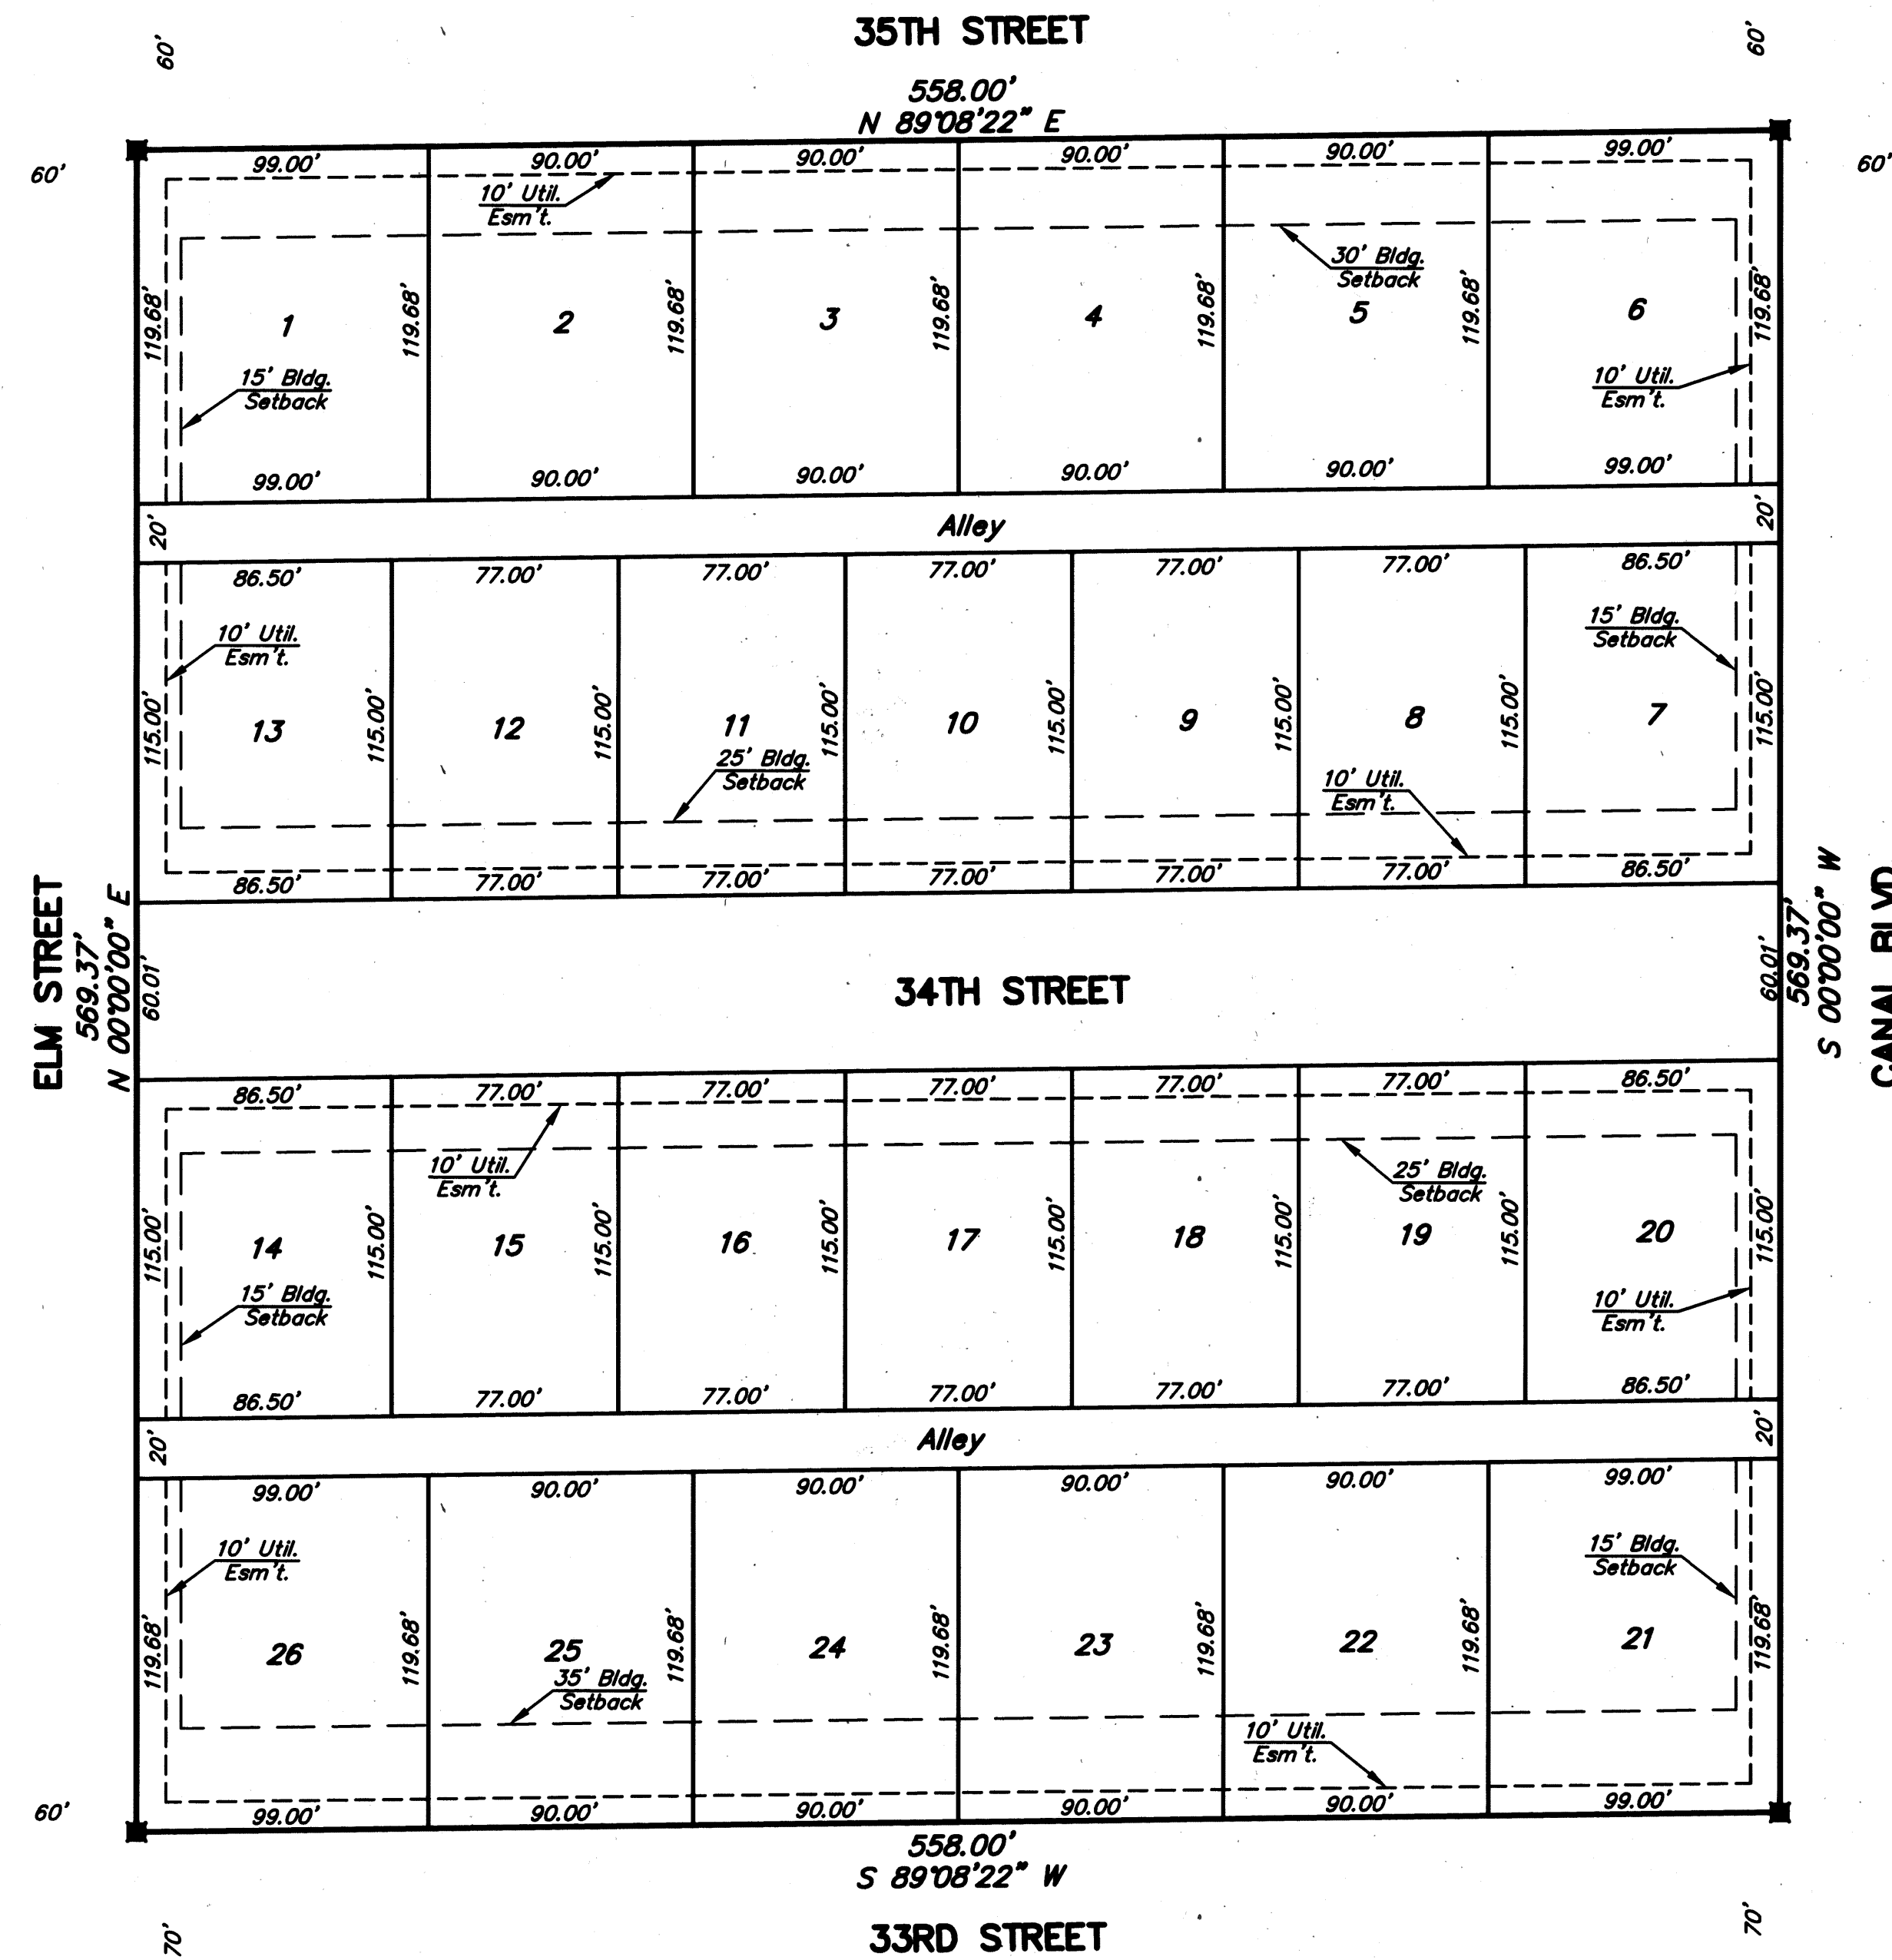 35TH STREET
60'
60'
558.00'
N 89°08'22" E
60'
60'
99.00' 90.00' 90.00' 90.00' 90.00' 99.00'
10' Util.
Esm't.
30' Bldg.
Setback
119.68' 119.68' 119.68' 119.68' 119.68' 119.68' 119.68'
1 2 3 4 5 6
15' Bldg.
Setback
10' Util.
Esm't.
99.00' 90.00' 90.00' 90.00' 90.00' 99.00'
20' Alley 20'
86.50' 77.00' 77.00' 77.00' 77.00' 77.00' 86.50'
10' Util.
Esm't.
15' Bldg.
Setback
115.00' 115.00' 115.00' 115.00' 115.00' 115.00' 115.00' 115.00'
13 12 11 10 9 8 7
25' Bldg.
Setback
10' Util.
Esm't.
86.50' 77.00' 77.00' 77.00' 77.00' 77.00' 86.50'
ELM STREET
569.37'
N 00°00'00" E
60.01'
34TH STREET
60.01'
569.37'
S 00°00'00" W
CANAL BLVD
86.50' 77.00' 77.00' 77.00' 77.00' 77.00' 86.50'
10' Util.
Esm't.
25' Bldg.
Setback
115.00' 115.00' 115.00' 115.00' 115.00' 115.00' 115.00' 115.00'
14 15 16 17 18 19 20
15' Bldg.
Setback
10' Util.
Esm't.
86.50' 77.00' 77.00' 77.00' 77.00' 77.00' 86.50'
20' Alley 20'
99.00' 90.00' 90.00' 90.00' 90.00' 99.00'
10' Util.
Esm't.
15' Bldg.
Setback
119.68' 119.68' 119.68' 119.68' 119.68' 119.68' 119.68'
26 25 24 23 22 21
35' Bldg.
Setback
10' Util.
Esm't.
99.00' 90.00' 90.00' 90.00' 90.00' 99.00'
60'
558.00'
S 89°08'22" W
70'
70'
33RD STREET